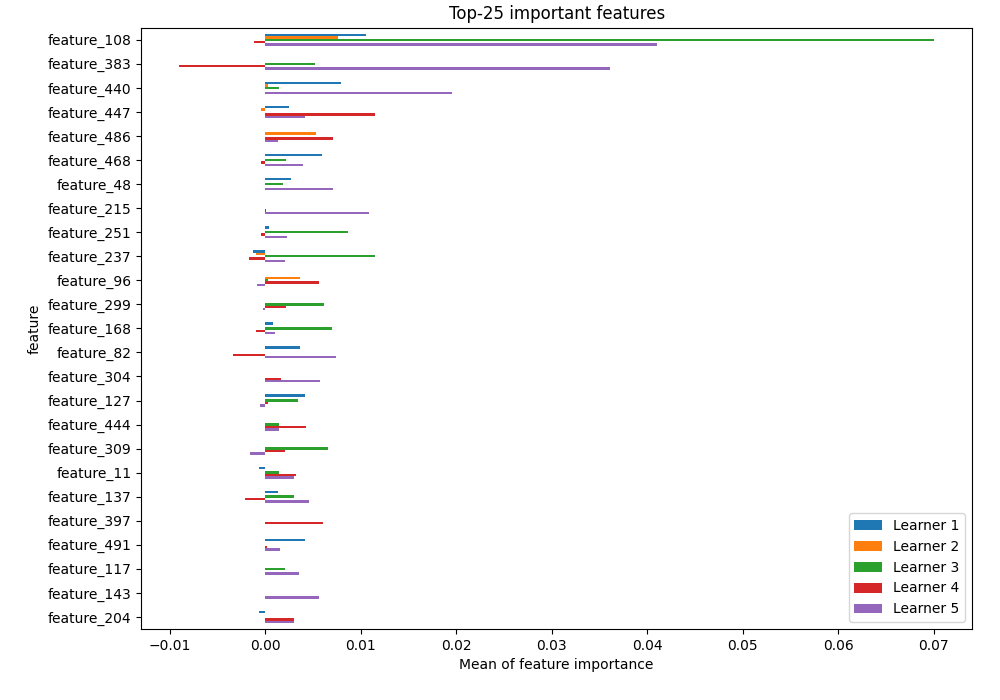 Top-25 important features
feature_108
feature_383
feature_440
feature_447
feature_486
feature_468
feature_48
feature_215
feature_251
feature_237
feature_96
feature_299
feature_168
feature_82
feature_304
feature_127
feature_444
feature_309
feature_11
feature_137
feature_397
feature_491
feature_117
feature_143
feature_204
feature
Learner 1
Learner 2
Learner 3
Learner 4
Learner 5
−0.01 0.00 0.01 0.02 0.03 0.04 0.05 0.06 0.07
Mean of feature importance